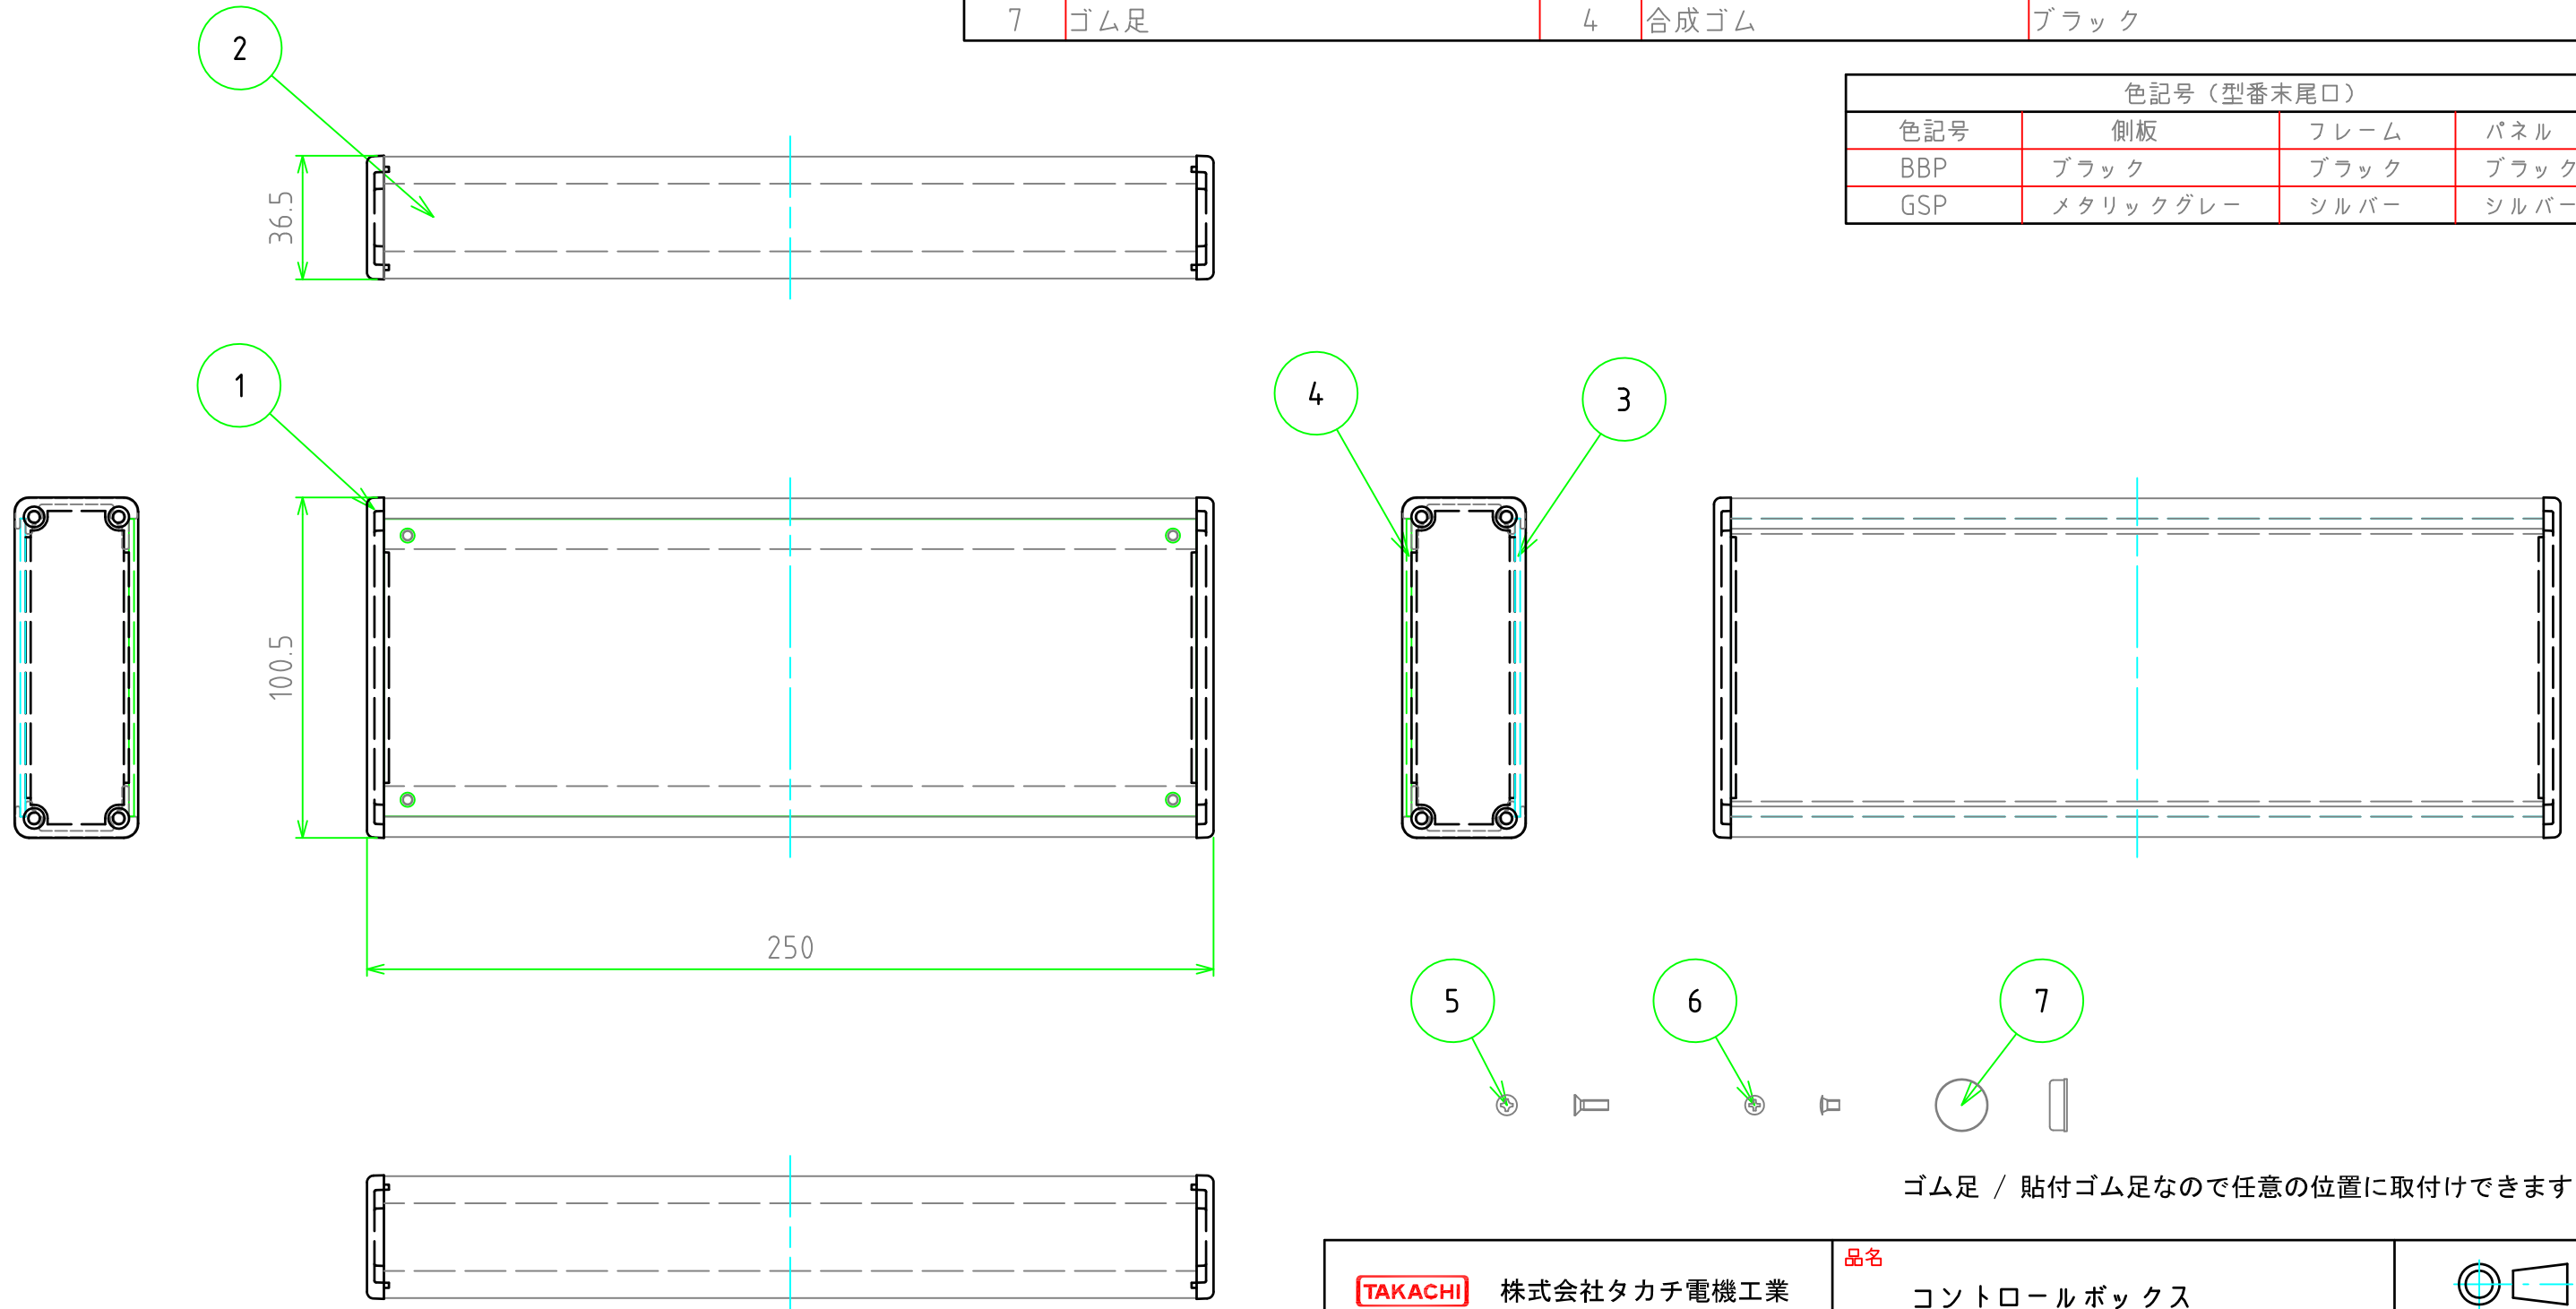 7 ゴム足 4 合成ゴム ブラック
色記号（型番末尾口）
色記号 側板 フレーム パネル
BBP ブラック ブラック ブラック
GSP メタリックグレー シルバー シルバー
2
36.5
1
4
3
100.5
250
5
6
7
ゴム足 / 貼付ゴム足なので任意の位置に取付けできます
TAKACHI 株式会社タカチ電機工業
品名
コントロールボックス